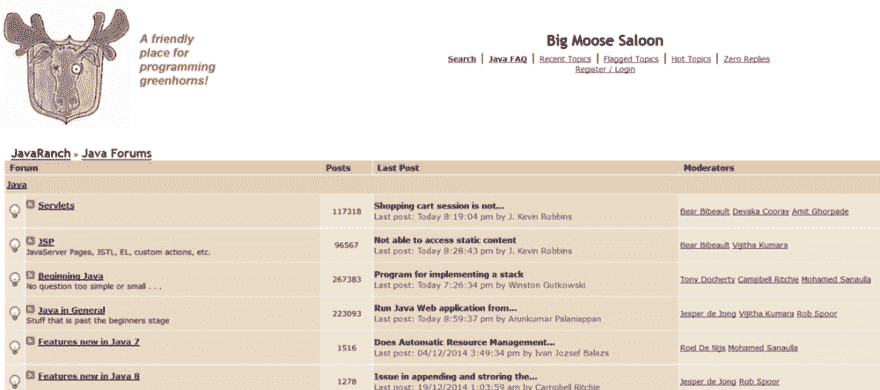 A friendly
place for
programming
greenhorns!
Big Moose Saloon
Search | Java FAQ | Recent Topics | Flagged Topics | Hot Topics | Zero Replies
Register / Login
JavaRanch » Java Forums
Forum Posts Last Post Moderators
Java
Servlets 117318 Shopping cart session is not... Bear Bibeault Devaka Cooray Amit Ghorpade
Last post: Today 8:19:04 pm by J. Kevin Robbins
JSP 96567 Not able to access static content Bear Bibeault Vijitha Kumara
JavaServer Pages, JSTL, EL, custom actions, etc. Last post: Today 8:28:43 pm by J. Kevin Robbins
Beginning Java 267383 Program for implementing a stack Tony Docherty Campbell Ritchie Mohamed Sanaulla
No question too simple or small . . . Last post: Today 7:26:34 pm by Winston Gutkowski
Java in General 223093 Run Java Web application from... Jesper de Jong Vijitha Kumara Rob Spoor
Stuff that is past the beginners stage Last post: Today 8:59:37 pm by Arunkumar Palaniappan
Features new in Java 7 1516 Does Automatic Resource Management... Roel De Nijs Mohamed Sanaulla
Last post: 04/12/2014 3:49:34 pm by Ivan Jozsef Balazs
Features new in Java 8 1278 Issue in appending and stroring the... Jesper de Jong Rob Spoor
Last post: 19/12/2014 1:03:59 am by Campbell Ritchie